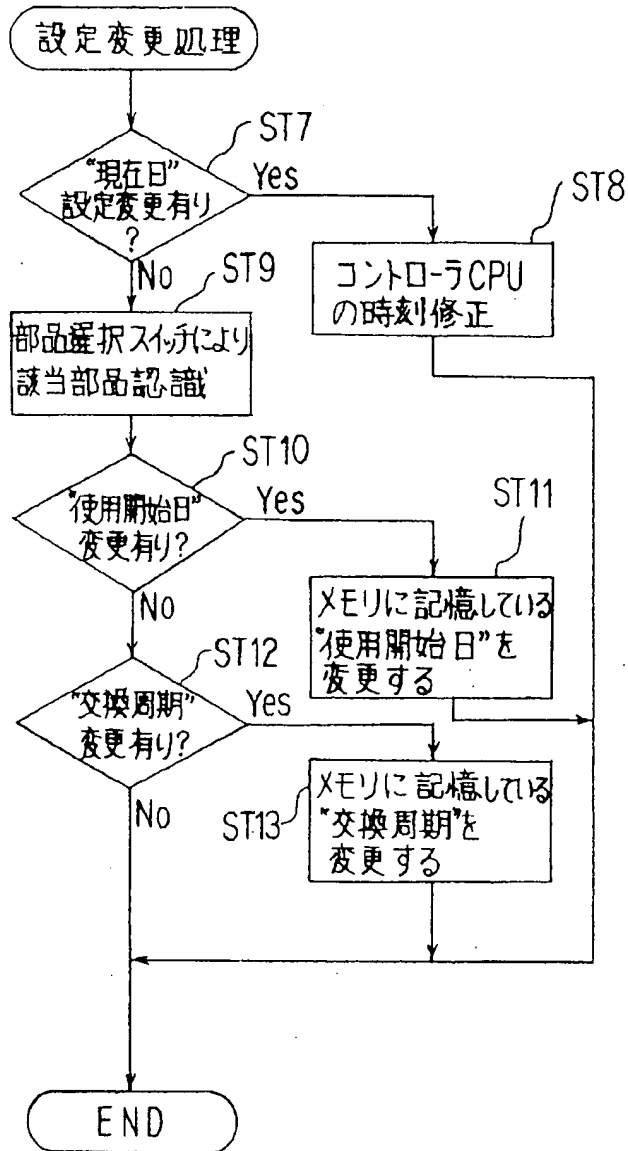 設定変更処理
ST7
“現在日”
設定変更有り
?
Yes
No
ST8
コントローラCPU
の時刻修正
ST9
部品選択スイッチにより
該当部品認識
ST10
“使用開始日”
変更有り?
Yes
No
ST11
メモリに記憶している
“使用開始日”を
変更する
ST12
“交換周期”
変更有り?
Yes
No
ST13
メモリに記憶している
“交換周期”を
変更する
END